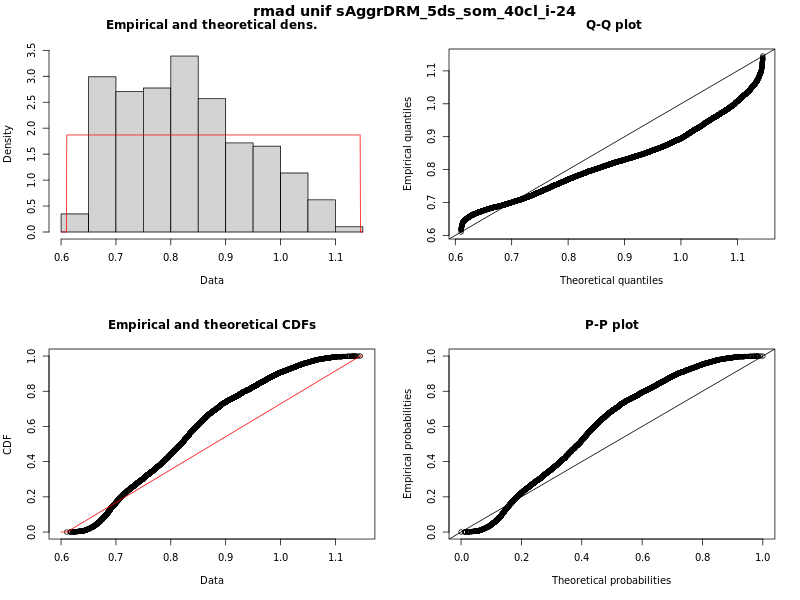 rmad unif sAggrDRM_5ds_som_40cl_i-24
Empirical and theoretical dens.
Density
0.0 0.5 1.0 1.5 2.0 2.5 3.0 3.5
0.6 0.7 0.8 0.9 1.0 1.1
Data
Q-Q plot
Empirical quantiles
0.6 0.7 0.8 0.9 1.0 1.1
0.6 0.7 0.8 0.9 1.0 1.1
Theoretical quantiles
Empirical and theoretical CDFs
CDF
0.0 0.2 0.4 0.6 0.8 1.0
0.6 0.7 0.8 0.9 1.0 1.1
Data
P-P plot
Empirical probabilities
0.0 0.2 0.4 0.6 0.8 1.0
0.0 0.2 0.4 0.6 0.8 1.0
Theoretical probabilities